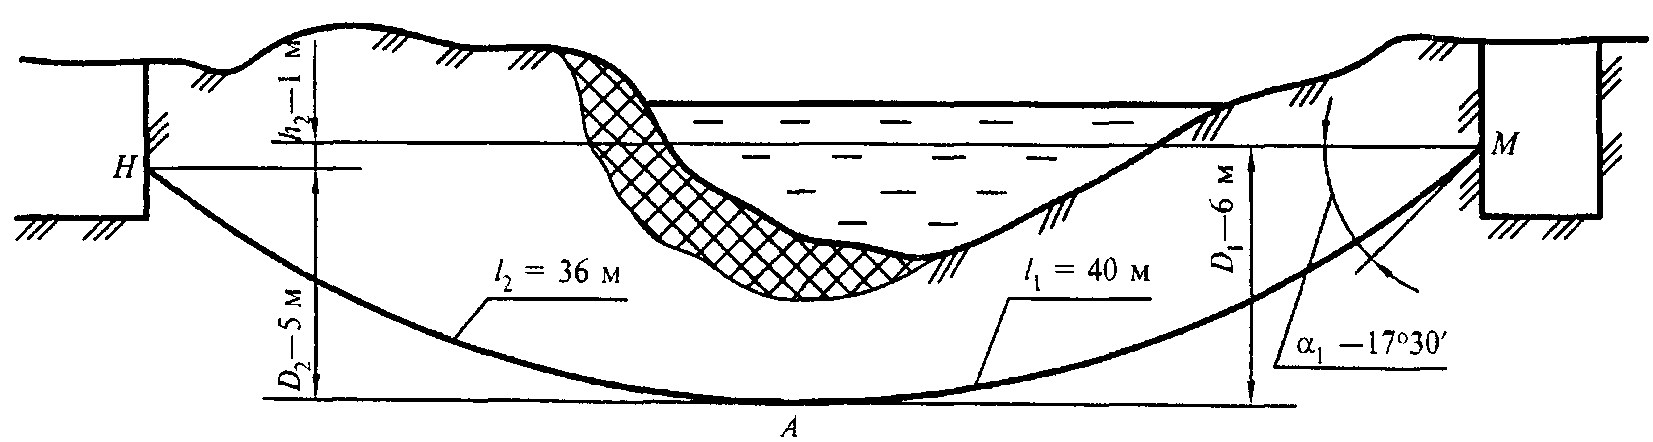 h₂—1 м
H
M
D₁—6 м
l₂ = 36 м
l₁ = 40 м
D₂—5 м
α₁ —17°30′
A